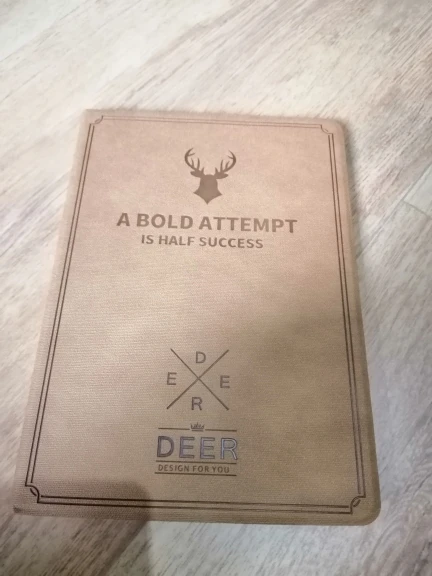 A BOLD ATTEMPT
IS HALF SUCCESS
D
E E
R
DEER
DESIGN FOR YOU